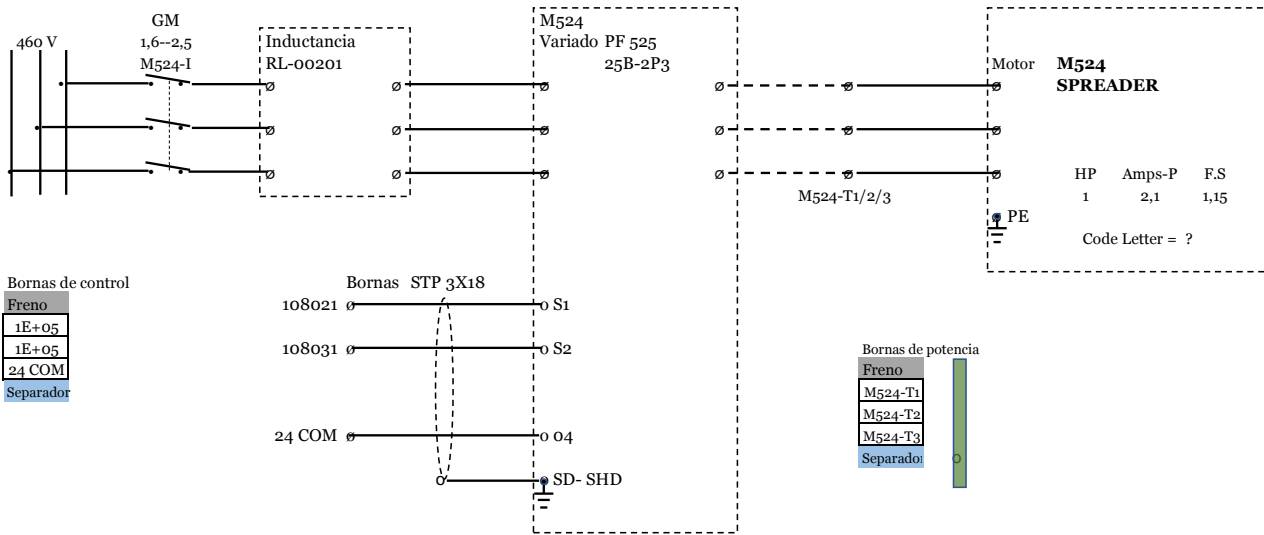 460 V
GM
1,6--2,5
M524-I
Inductancia
RL-00201
M524
Variado PF 525
25B-2P3
Motor M524
SPREADER
HP Amps-P F.S
1 2,1 1,15
M524-T1/2/3
PE
Code Letter = ?
Bornas de control
Freno
1E+05
1E+05
24 COM
Separador
Bornas STP 3X18
108021 S1
108031 S2
24 COM 04
SD- SHD
Bornas de potencia
Freno
M524-T1
M524-T2
M524-T3
Separador